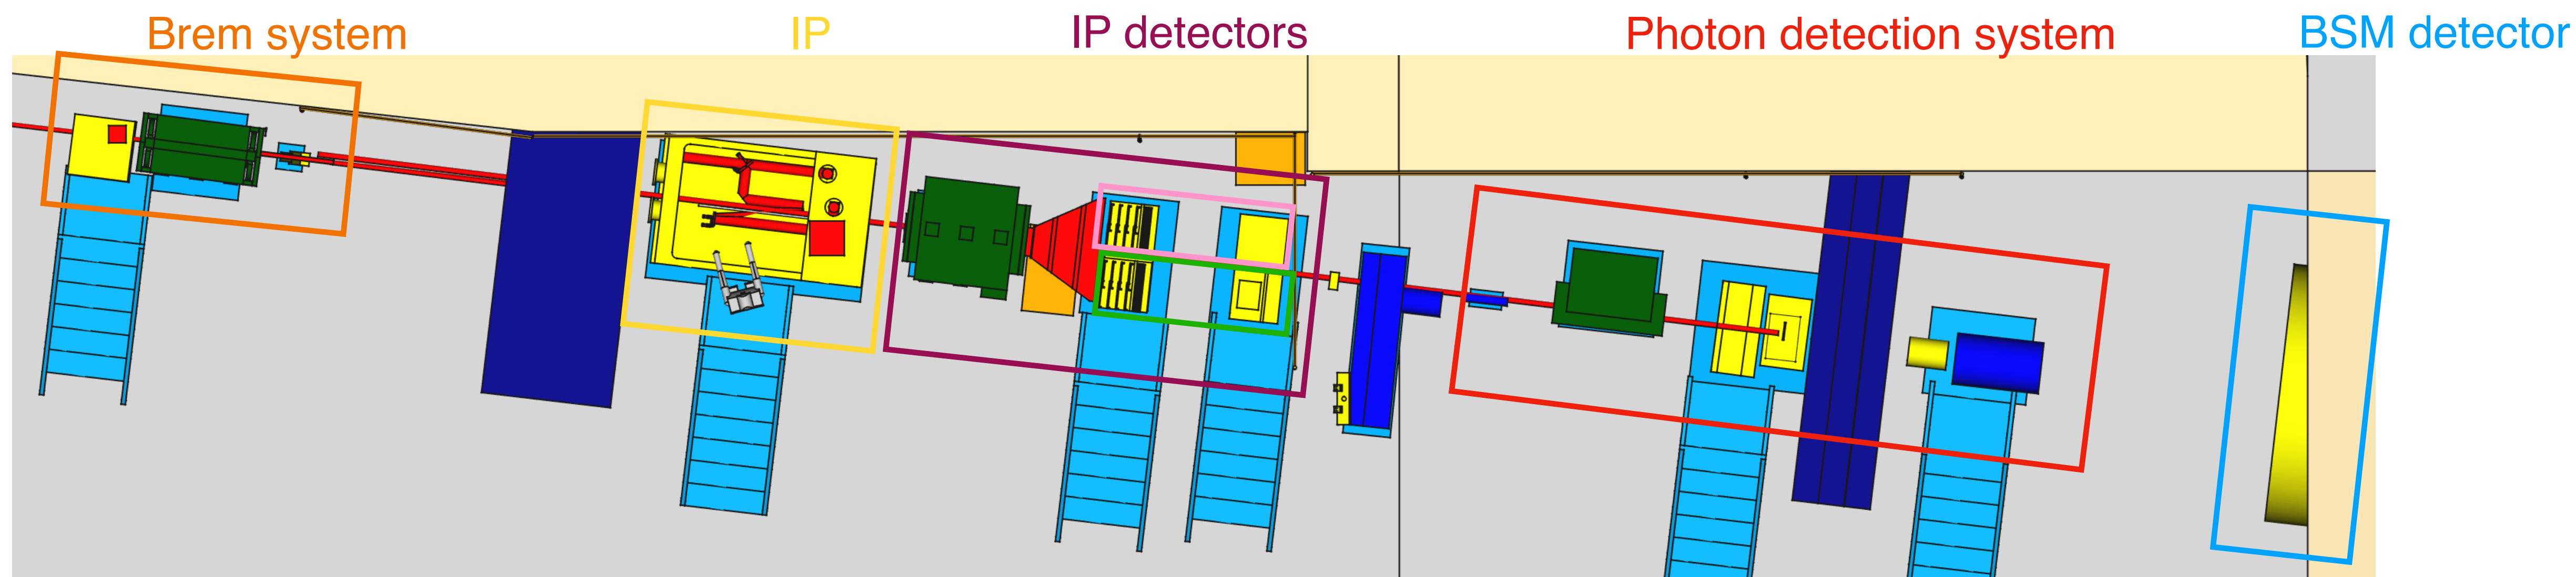 Brem system
IP
IP detectors
Photon detection system
BSM detector